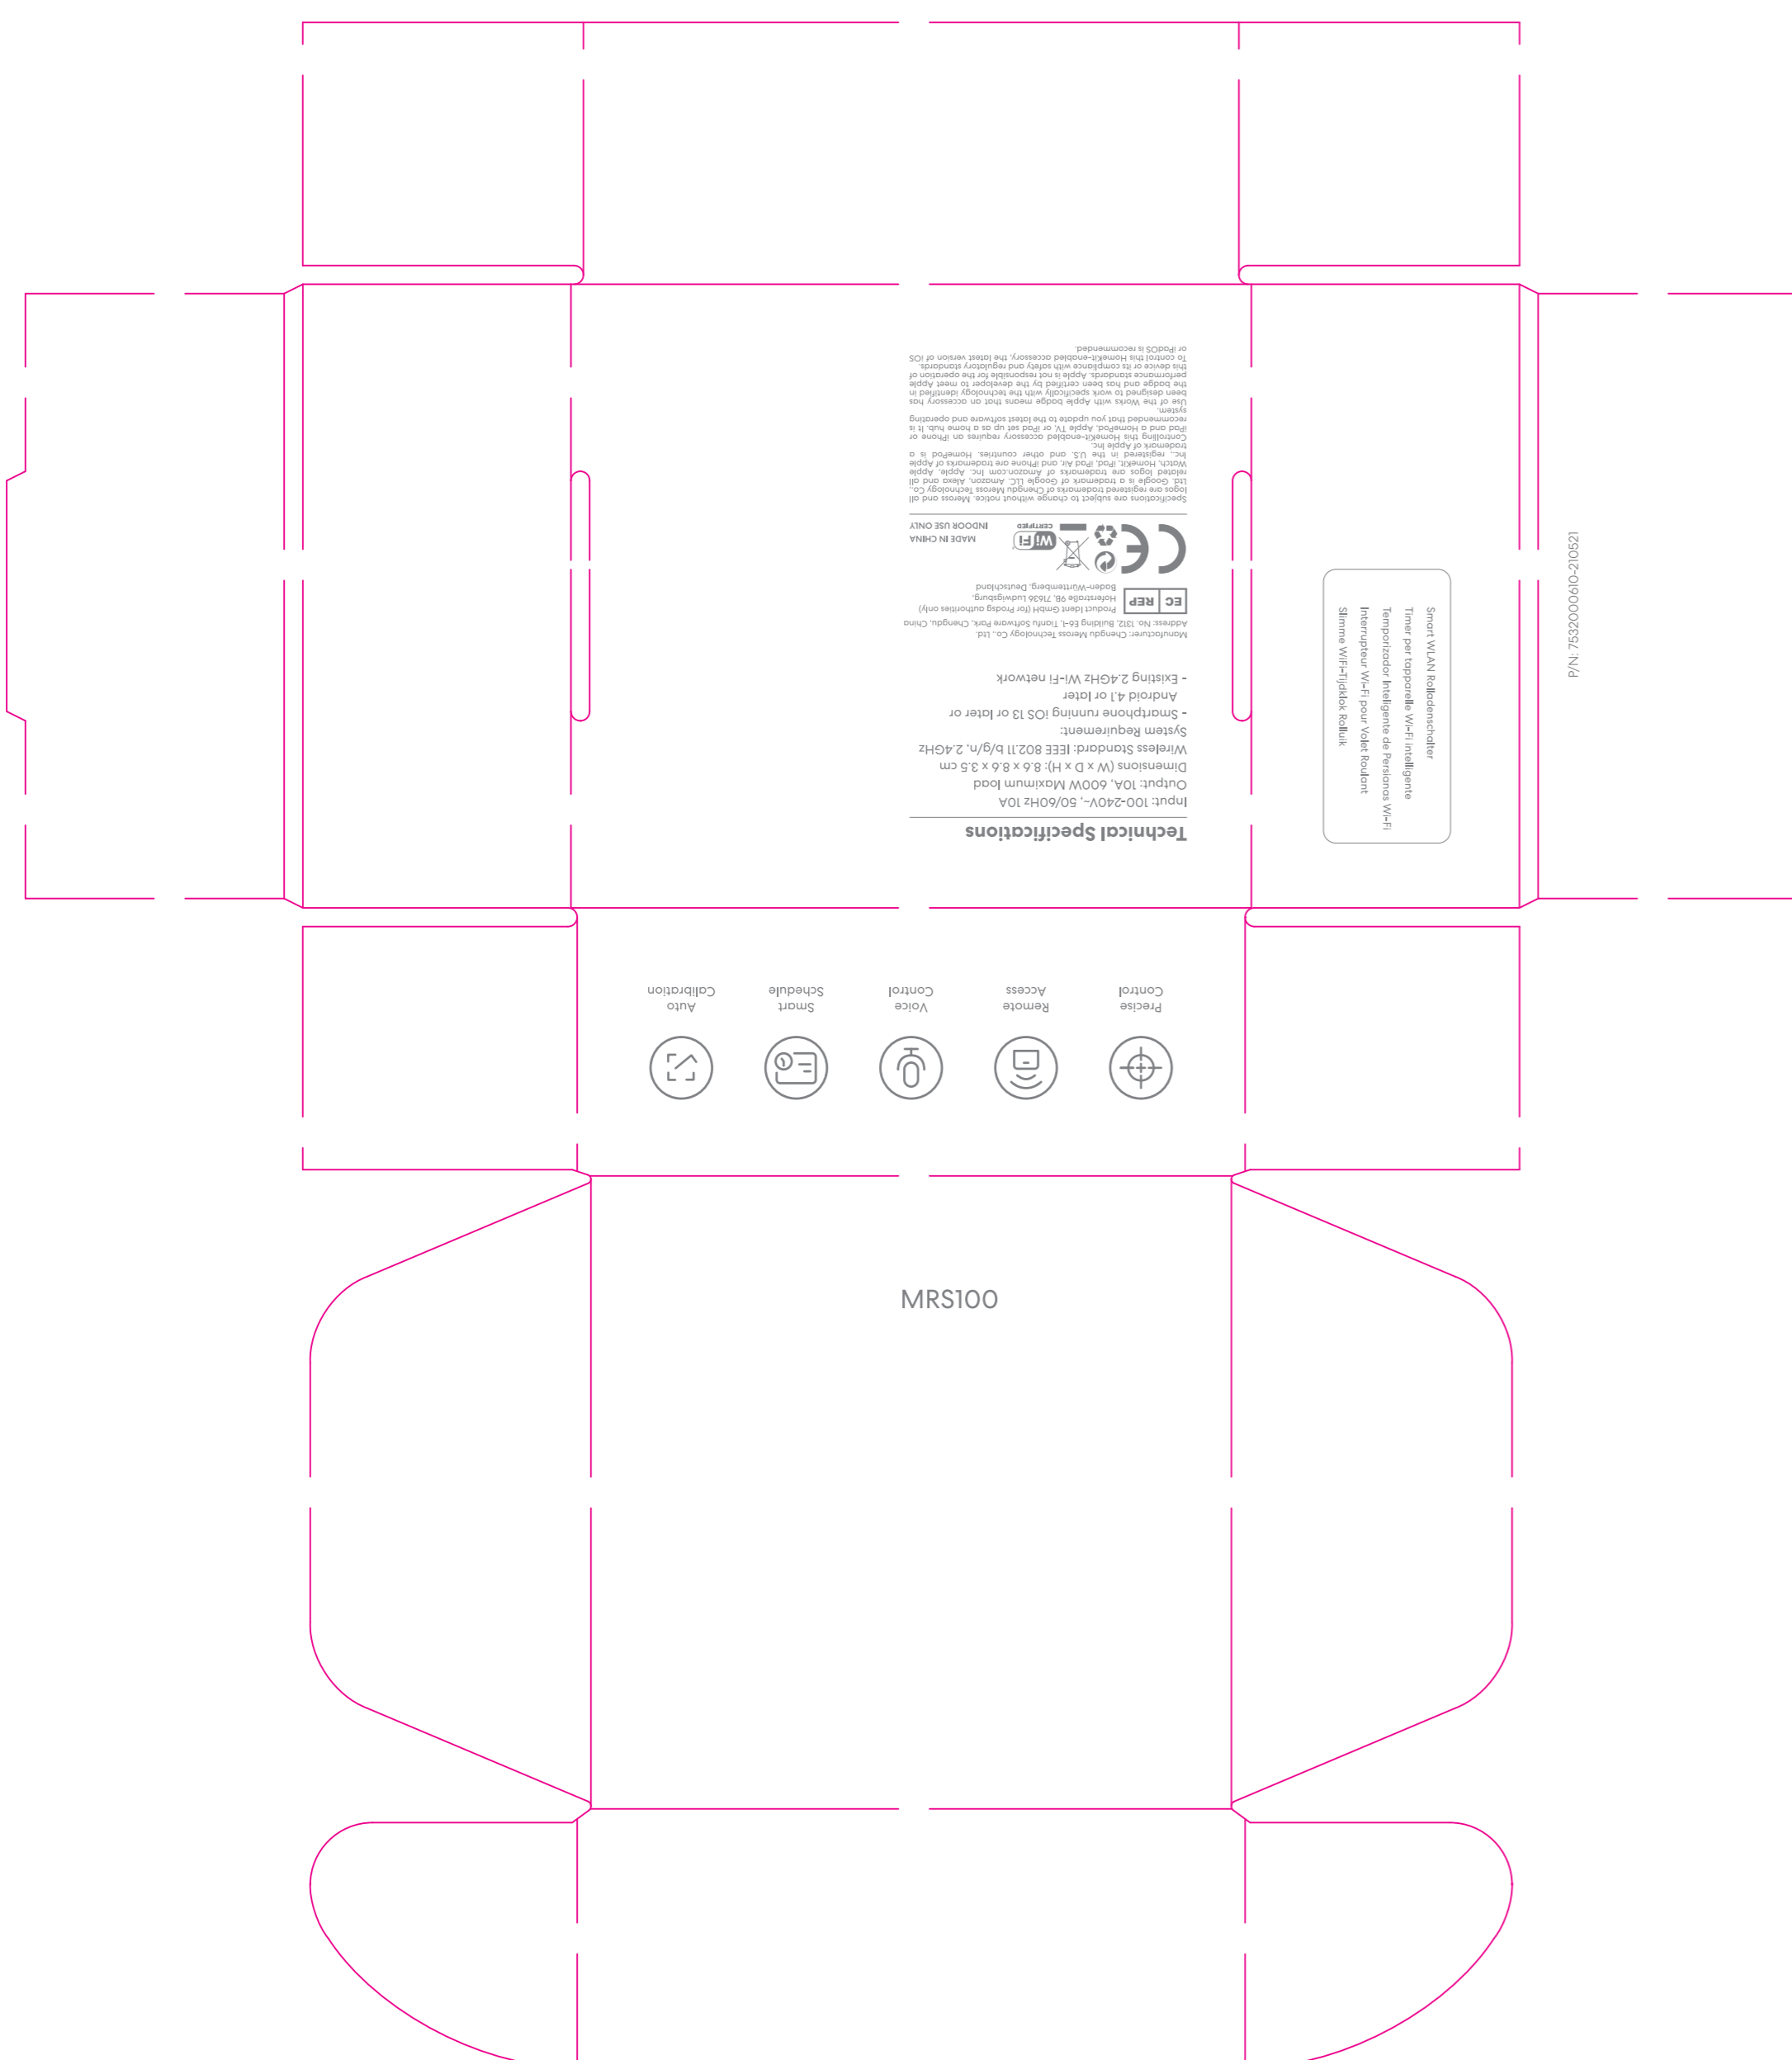 Technical Specifications
Input: 100-240V~, 50/60Hz 10A
Output: 10A, 600W Maximum load
Dimensions (W x D x H): 8.6 x 8.6 x 3.5 cm
Wireless Standard: IEEE 802.11 b/g/n, 2.4GHz
System Requirement:
- Smartphone running iOS 13 or later or
Android 4.1 or later
- Existing 2.4GHz Wi-Fi network
Manufacturer: Chengdu Meross Technology Co., Ltd.
Address: No. 1312, Building E6-1, Tianfu Software Park, Chengdu, China
EC REP
Product Ident GmbH (for Prodsg authorities only)
Hoferstraße 9B, 71636 Ludwigsburg,
Baden-Württemberg, Deutschland
CE
Wi Fi
CERTIFIED
MADE IN CHINA
INDOOR USE ONLY
Specifications are subject to change without notice. Meross and all
logos are registered trademarks of Chengdu Meross Technology Co.,
Ltd. Google is a trademark of Google LLC. Amazon, Alexa and all
related logos are trademarks of Amazon.com Inc. Apple, Apple
Watch, HomeKit, iPad, iPad Air, and iPhone are trademarks of Apple
Inc., registered in the U.S. and other countries. HomePod is a
trademark of Apple Inc.
Controlling this HomeKit-enabled accessory requires an iPhone or
iPad and a HomePod, Apple TV, or iPad set up as a home hub. It is
recommended that you update to the latest software and operating
system.
Use of the Works with Apple badge means that an accessory has
been designed to work specifically with the technology identified in
the badge and has been certified by the developer to meet Apple
performance standards. Apple is not responsible for the operation of
this device or its compliance with safety and regulatory standards.
To control this HomeKit-enabled accessory, the latest version of iOS
or iPadOS is recommended.
Smart WLAN Rolladenschalter
Timer per tapparelle Wi-Fi intelligente
Temporizador Inteligente de Persianas Wi-Fi
Interrupteur Wi-Fi pour Volet Roulant
Slimme WiFi-Tijdklok Rolluik
P/N: 7532000610-210521
Precise
Control
Remote
Access
Voice
Control
Smart
Schedule
Auto
Calibration
MRS100